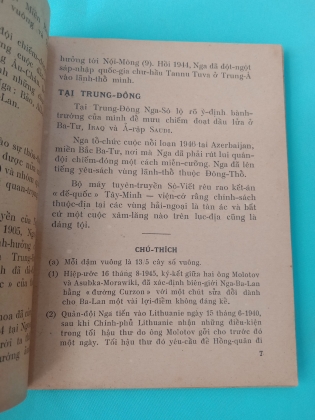 hưởng tới Nội-Mông (9). Hồi 1944, Nga đã đột-ngột
sáp-nhập quốc-gia chư-hầu Tannu Tuva ở Trung-Á
vào lãnh-thổ mình.
TẠI TRUNG-ĐÔNG
Tại Trung-Đông Nga-Sô lộ rõ ý-định bành-
trướng của mình để mưu chiếm đoạt dầu lửa ở
Ba-Tư, IRAQ và Ả-rập SAUDI.
Nga tổ-chức cuộc nổi loạn 1946 tại Azerbaijan,
miền Bắc Ba-Tư, nơi mà Nga đã phải rút lui quân-
đội chiếm-đóng một cách miễn-cưỡng. Nga đã lên
tiếng yêu-sách vùng lãnh-thổ thuộc Đông-Thổ.
Bộ máy tuyên-truyền Sô-Viết rêu rao kết-án
« đế-quốc » Tây-Minh — viện-cớ rằng chính-sách
thuộc-địa tại các vùng hải-ngoại là tàn ác và bất
cứ một cuộc xâm-lăng nào trên lục-địa cũng là
đáng tội.
CHÚ-THÍCH
(a) Mỗi dậm vuông là 13.5 cây số vuông.
(1) Hiệp-ước 16 tháng 8-1945, ký-kết giữa hai ông Molotov
và Asabka-Morawiki, đã xác-định biên-giới Nga-Ba-Lan
bằng « đường Curzon » với một chút sửa đổi dành
cho Ba-Lan một vài lợi-điểm không đáng kể.
(2) Quân-đội Nga tiến vào Lithuanie ngày 15 tháng 6-1940,
sau khi Chính-phủ Lithuanie nhận những điều-kiện
trong tối hậu thư do ông Molotov gởi cho trước đó
một ngày. Tối hậu thư đó yêu-cầu để Hồng-quân đi
7